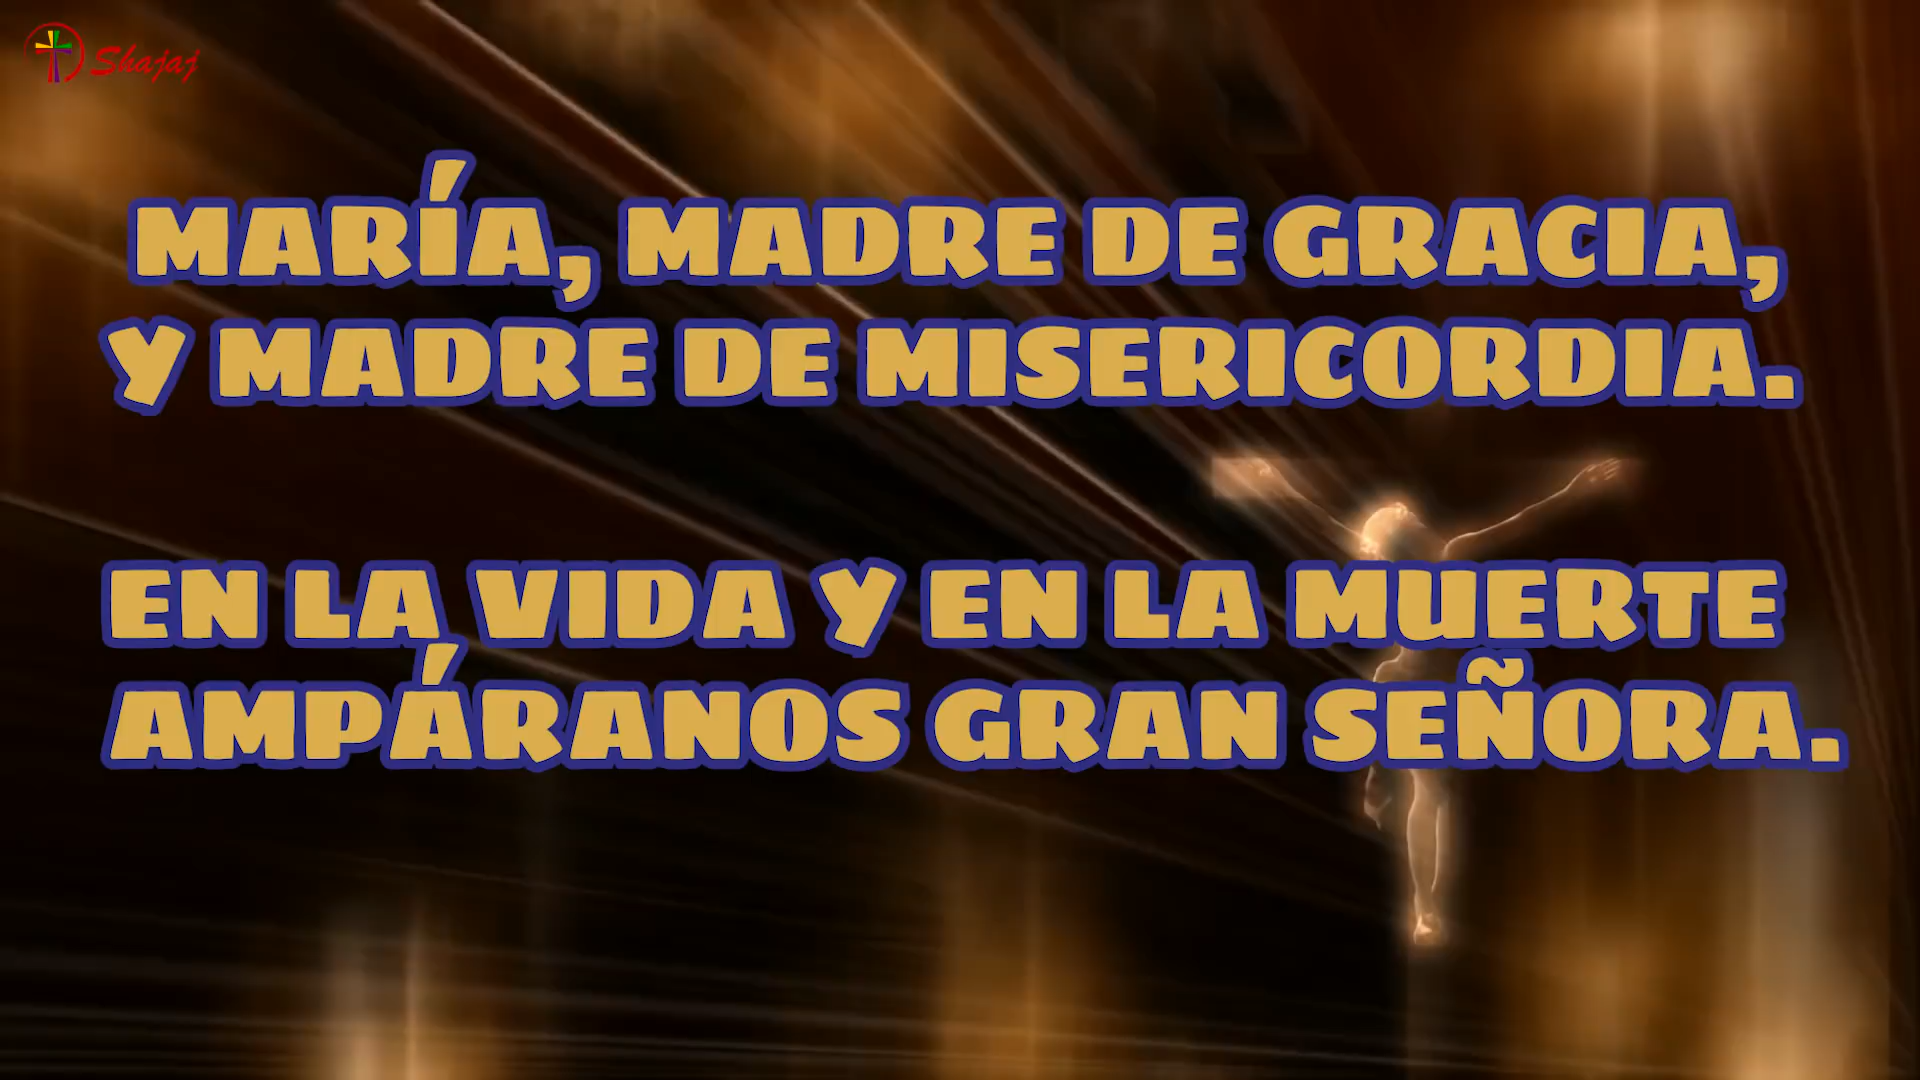 Shajaj
MARÍA, MADRE DE GRACIA,
Y MADRE DE MISERICORDIA.
EN LA VIDA Y EN LA MUERTE
AMPÁRANOS GRAN SEÑORA.